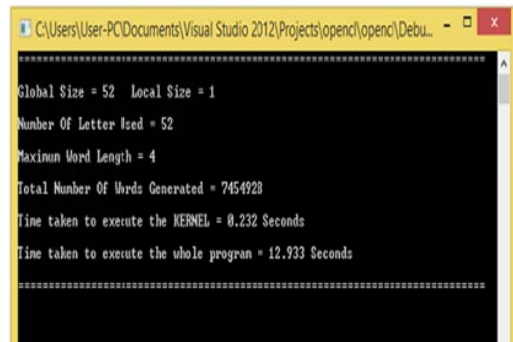 C:\Users\User-PC\Documents\Visual Studio 2012\Projects\opencl\opencl\Debu...
================================================================
Global Size = 52 Local Size = 1
Number Of Letter Used = 52
Maximum Word Length = 4
Total Number Of Words Generated = 7454928
Time taken to execute the KERNEL = 0.232 Seconds
Time taken to execute the whole program = 12.933 Seconds
================================================================